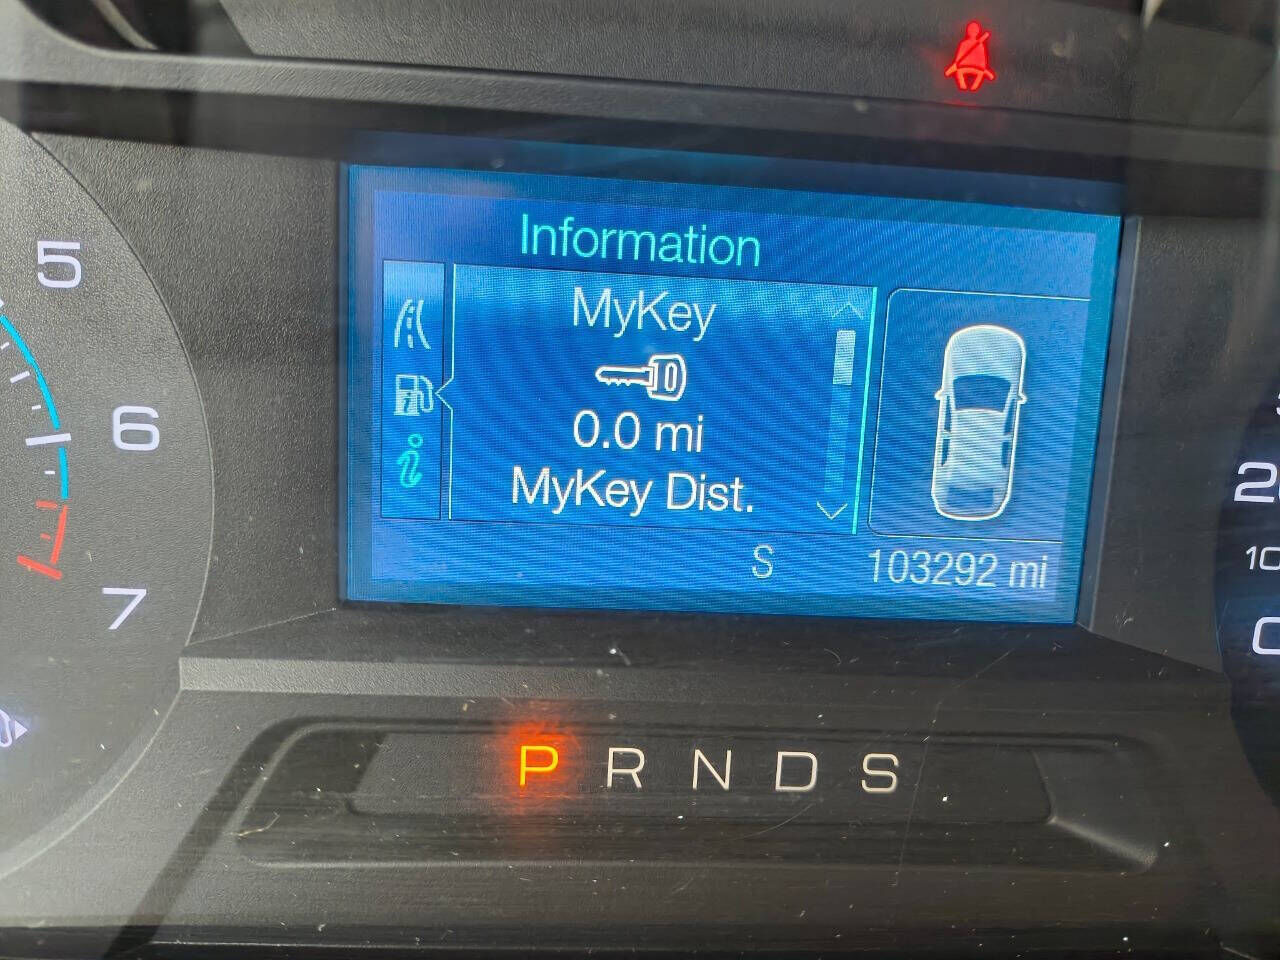 Information
MyKey
0.0 mi
MyKey Dist.
S
103292 mi
5
6
7
P R N D S